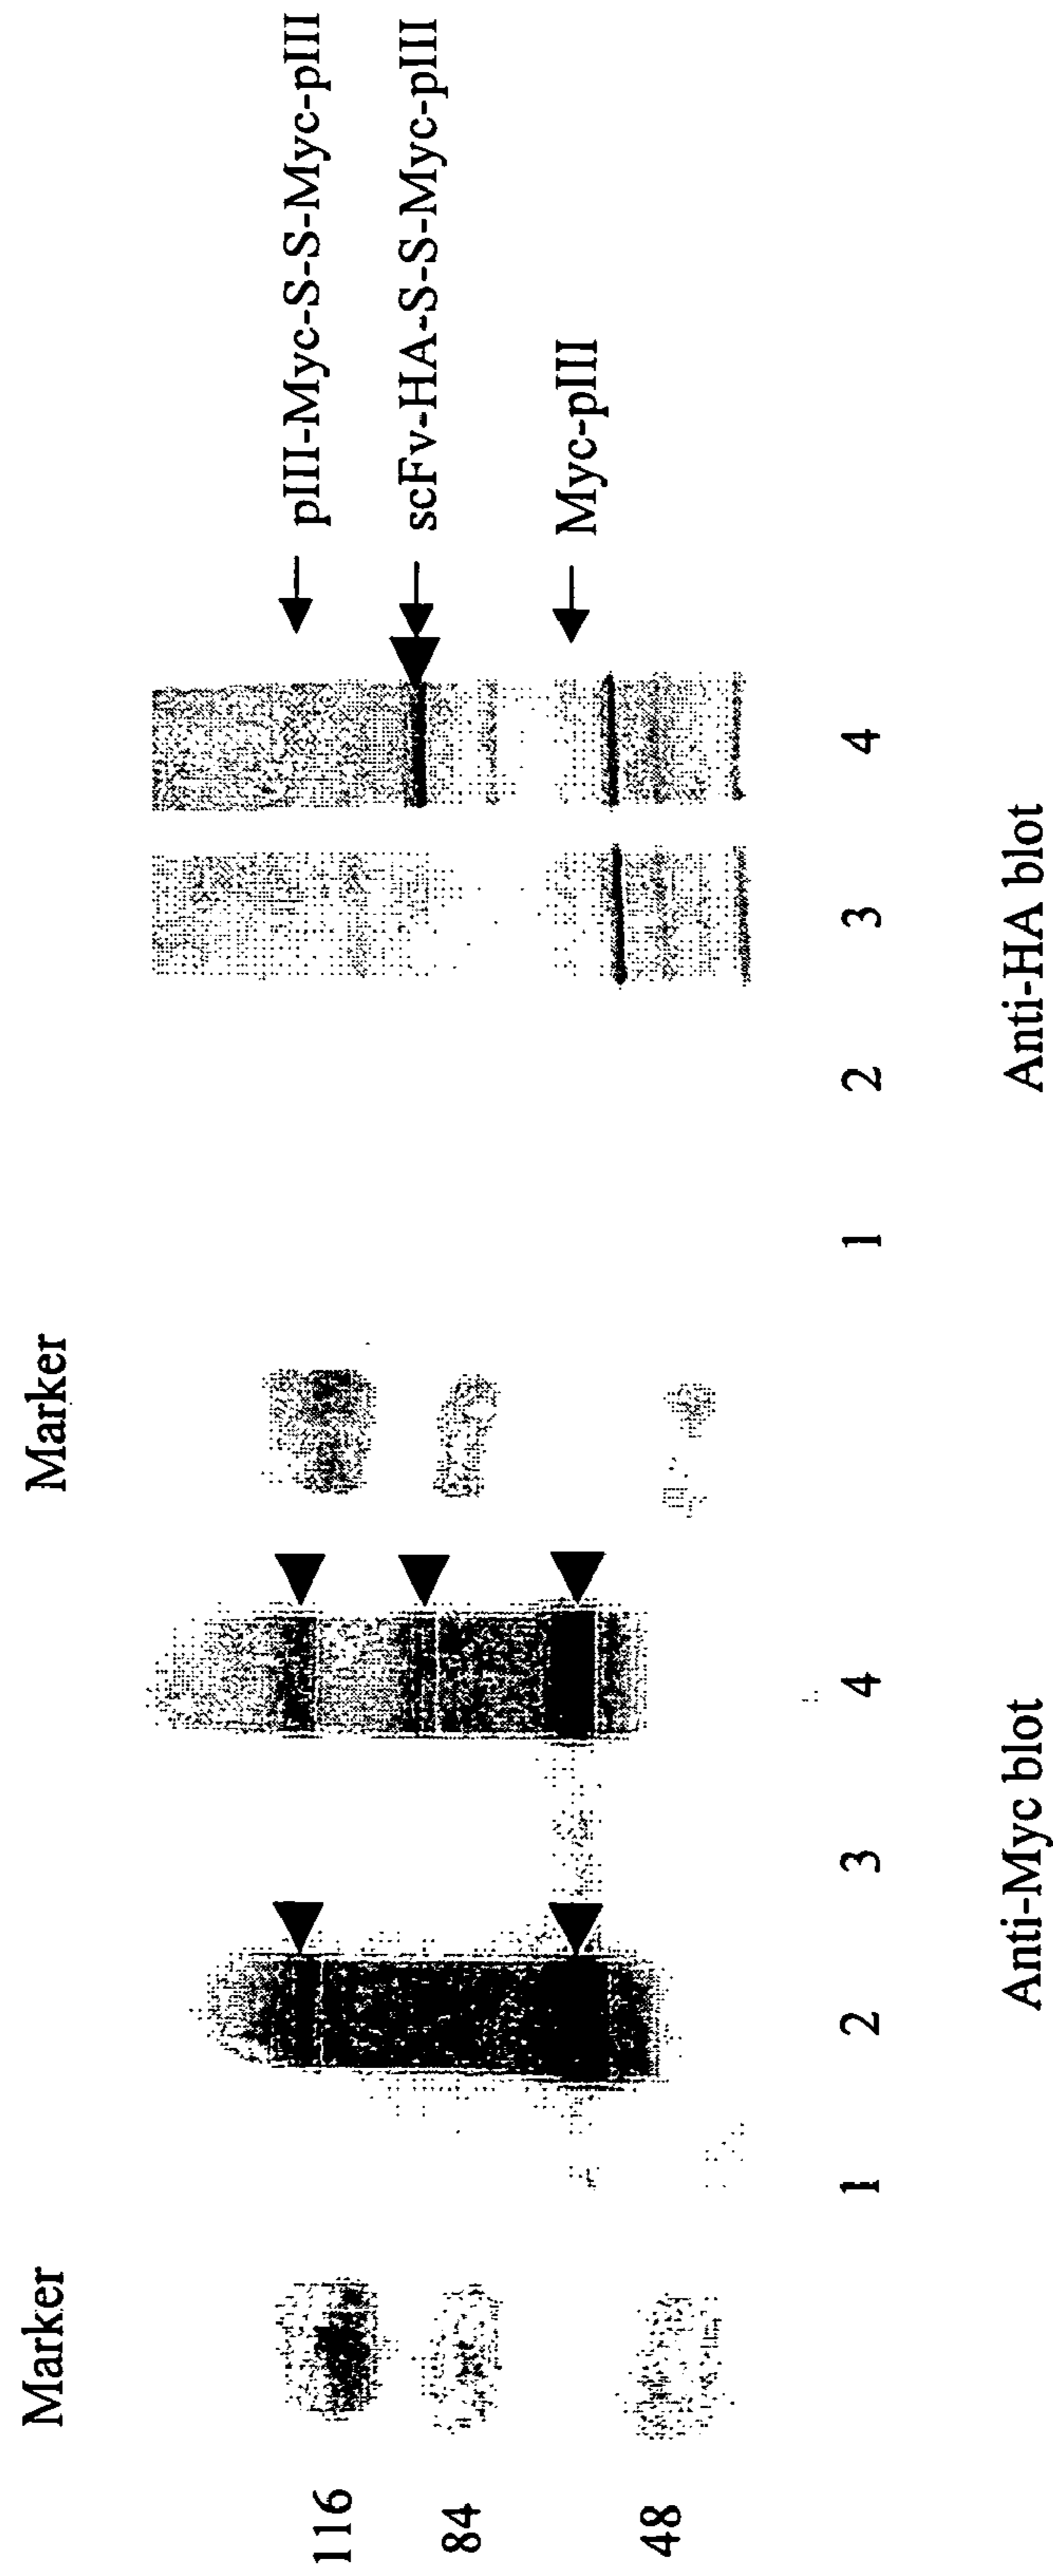 Marker
Marker
116
84
48
pIII-Myc-S-S-Myc-pIII
scFv-HA-S-S-Myc-pIII
Myc-pIII
1 2 3 4
1 2 3 4
Anti-Myc blot
Anti-HA blot